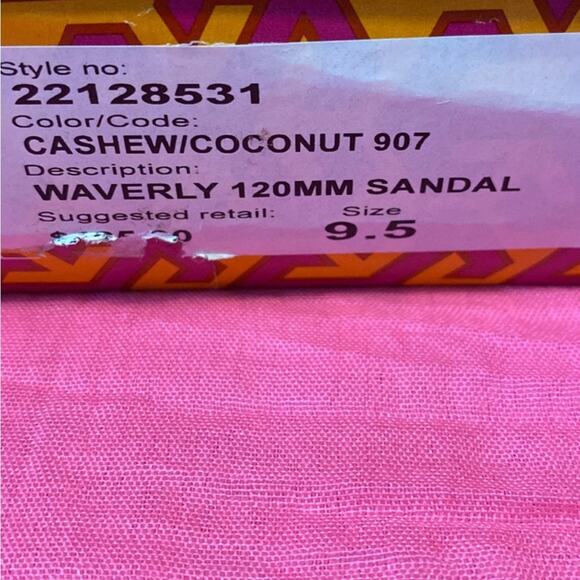 Style no:
22128531
Color/Code:
CASHEW/COCONUT 907
Description:
WAVERLY 120MM SANDAL
Suggested retail: Size
9.5